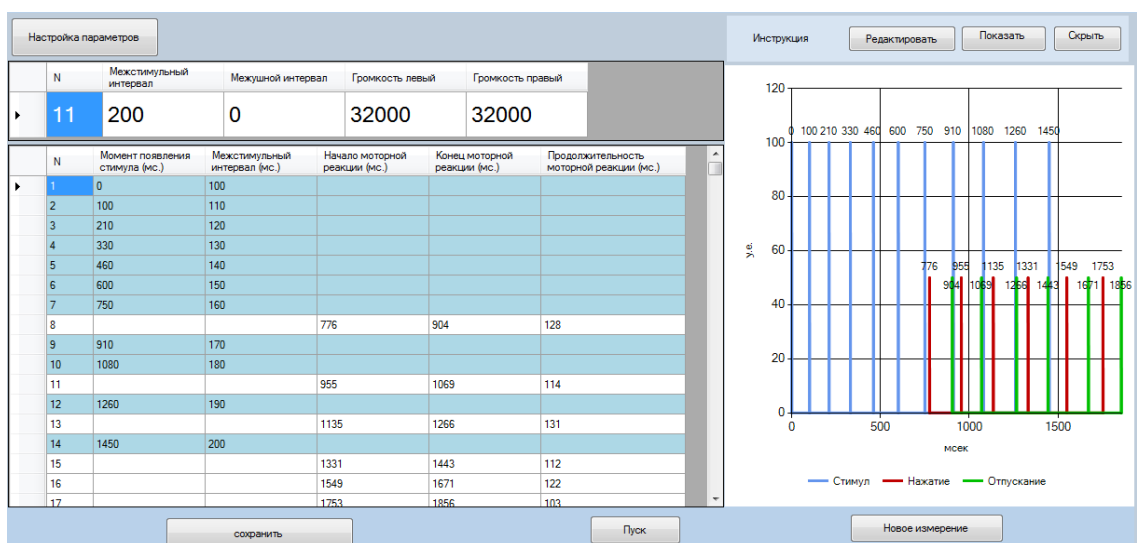 Настройка параметров
Инструкция Редактировать Показать Скрыть
N Межстимульный интервал Межушной интервал Громкость левый Громкость правый
11 200 0 32000 32000
N Момент появления стимула (мс.) Межстимульный интервал (мс.) Начало моторной реакции (мс.) Конец моторной реакции (мс.) Продолжительность моторной реакции (мс.)
1 0 100
2 100 110
3 210 120
4 330 130
5 460 140
6 600 150
7 750 160
8 776 904 128
9 910 170
10 1080 180
11 955 1069 114
12 1260 190
13 1135 1266 131
14 1450 200
15 1331 1443 112
16 1549 1671 122
17 1753 1856 103
120
0 100 210 330 460 600 750 910 1080 1260 1450
100
80
60
у.е.
776 955 1135 1331 1549 1753
904 1069 1266 1443 1671 1856
40
20
0
0 500 1000 1500
мсек
Стимул Нажатие Отпускание
сохранить Пуск Новое измерение